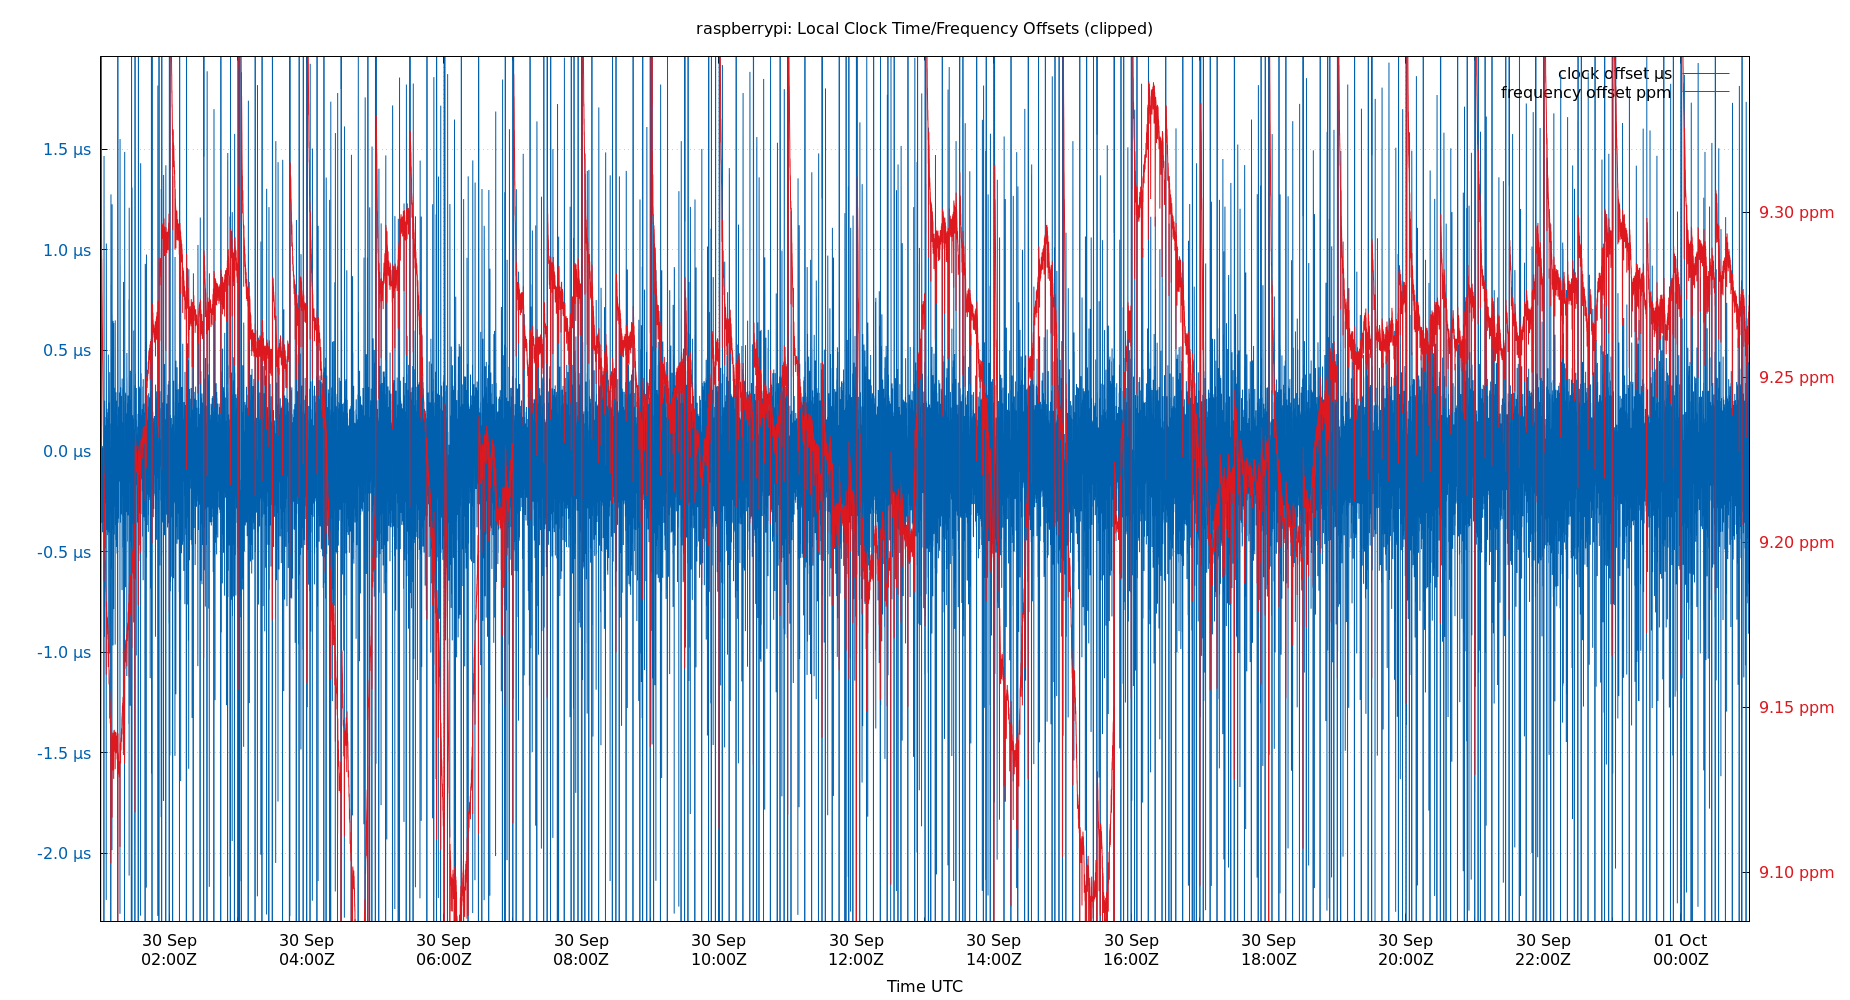 raspberrypi: Local Clock Time/Frequency Offsets (clipped)
clock offset µs
frequency offset ppm
1.5 µs
1.0 µs
0.5 µs
0.0 µs
-0.5 µs
-1.0 µs
-1.5 µs
-2.0 µs
9.30 ppm
9.25 ppm
9.20 ppm
9.15 ppm
9.10 ppm
30 Sep 30 Sep 30 Sep 30 Sep 30 Sep 30 Sep 30 Sep 30 Sep 30 Sep 30 Sep 30 Sep 01 Oct
02:00Z 04:00Z 06:00Z 08:00Z 10:00Z 12:00Z 14:00Z 16:00Z 18:00Z 20:00Z 22:00Z 00:00Z
Time UTC